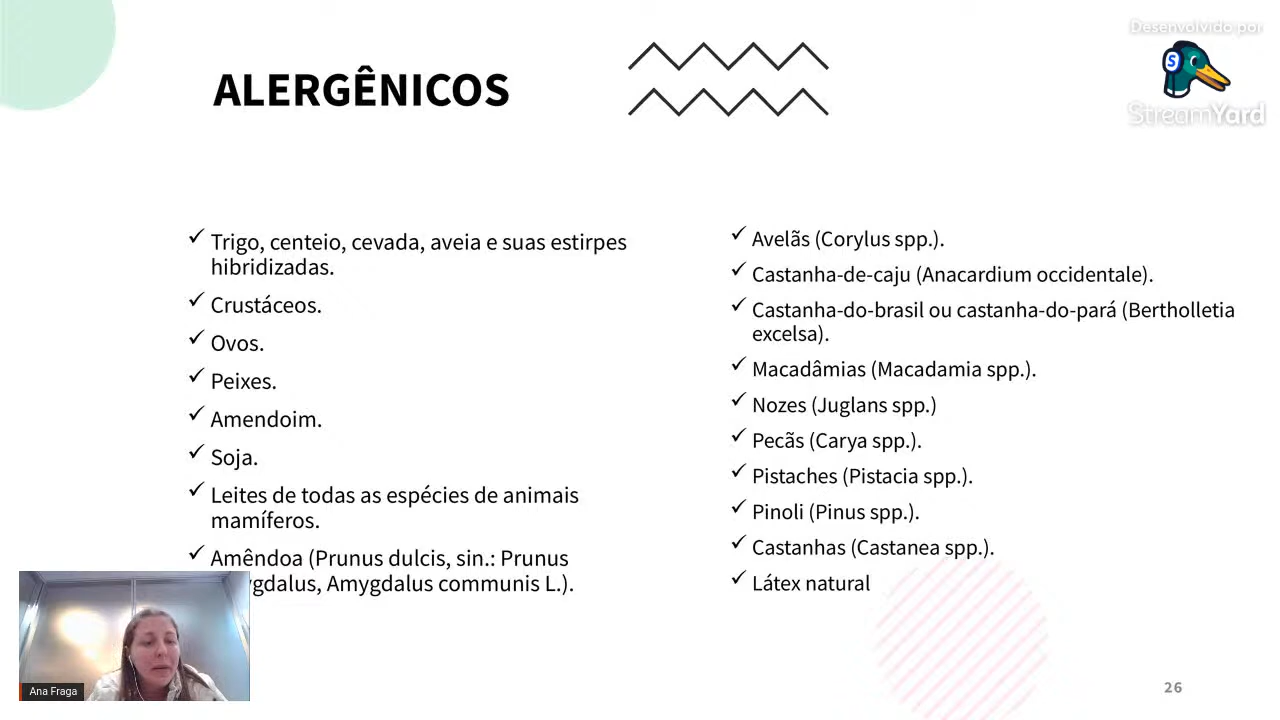 Desenvolvido por
StreamYard
ALERGÊNICOS
Trigo, centeio, cevada, aveia e suas estirpes
hibridizadas.
Crustáceos.
Ovos.
Peixes.
Amendoim.
Soja.
Leites de todas as espécies de animais
mamíferos.
Amêndoa (Prunus dulcis, sin.: Prunus
Amygdalus communis L.).
Avelãs (Corylus spp.).
Castanha-de-caju (Anacardium occidentale).
Castanha-do-brasil ou castanha-do-pará (Bertholletia
excelsa).
Macadâmias (Macadamia spp.).
Nozes (Juglans spp.)
Pecãs (Carya spp.).
Pistaches (Pistacia spp.).
Pinoli (Pinus spp.).
Castanhas (Castanea spp.).
Látex natural
Ana Fraga
26